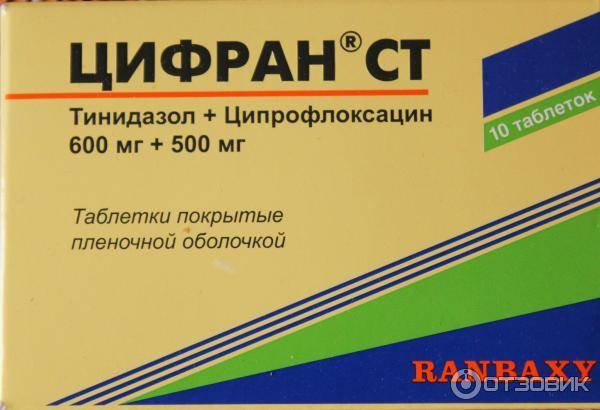 ЦИФРАН® СТ
Тинидазол + Ципрофлоксацин
600 мг + 500 мг
10 таблеток
Таблетки покрытые
пленочной оболочкой
RANBAXY
ОТЗОВИК